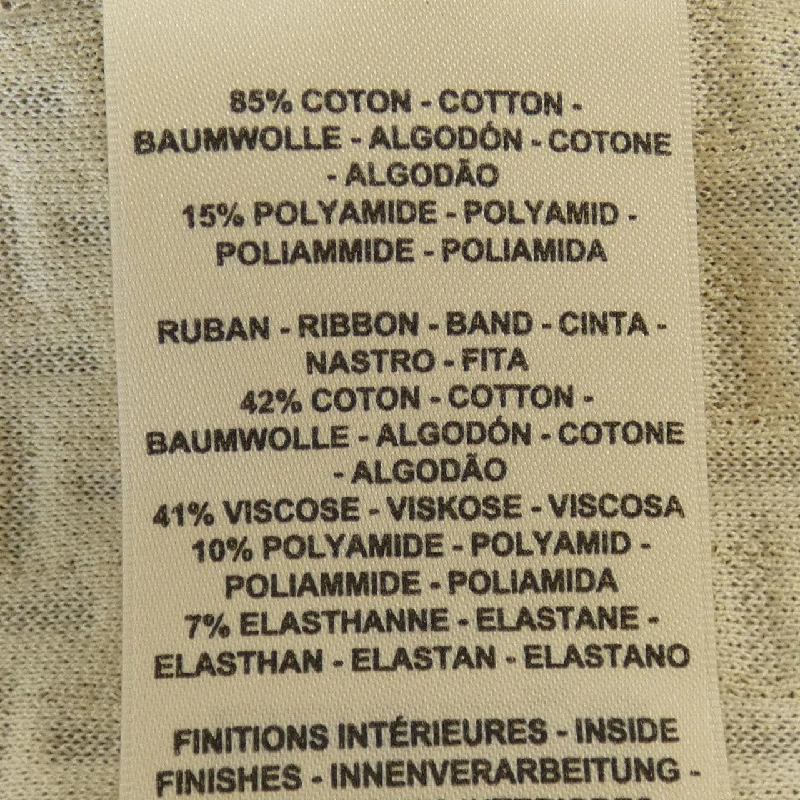 85% COTON - COTTON -
BAUMWOLLE - ALGODÓN - COTONE
- ALGODÃO
15% POLYAMIDE - POLYAMID -
POLIAMMIDE - POLIAMIDA
RUBAN - RIBBON - BAND - CINTA -
NASTRO - FITA
42% COTON - COTTON -
BAUMWOLLE - ALGODÓN - COTONE
- ALGODÃO
41% VISCOSE - VISKOSE - VISCOSA
10% POLYAMIDE - POLYAMID -
POLIAMMIDE - POLIAMIDA
7% ELASTHANNE - ELASTANE -
ELASTHAN - ELASTAN - ELASTANO
FINITIONS INTÉRIEURES - INSIDE
FINISHES - INNENVERARBEITUNG -